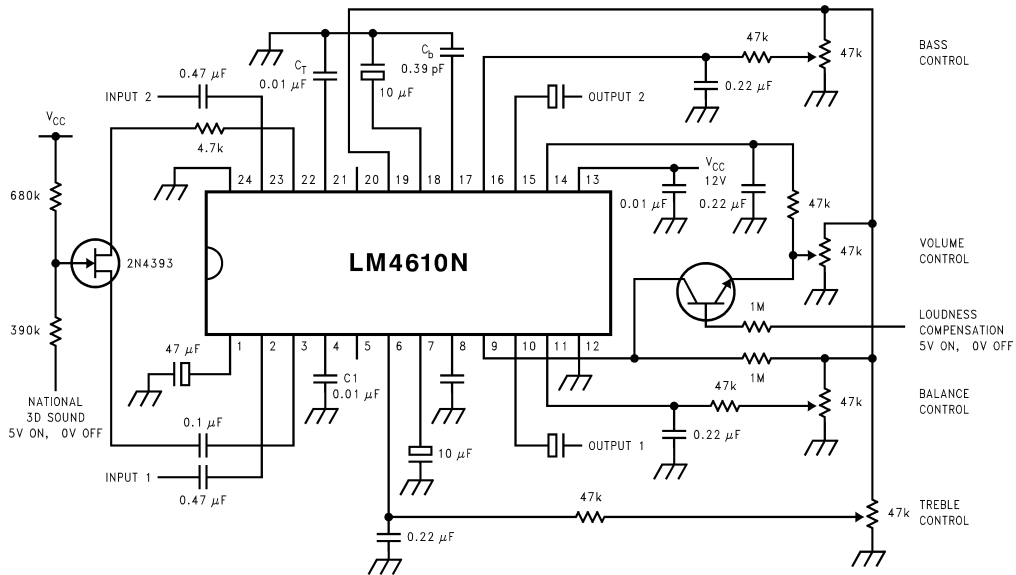 47k
47k
BASS
CONTROL
C_T
0.01 µF
10 µF
C_b
0.39 pF
0.22 µF
0.47 µF
INPUT 2
OUTPUT 2
V_CC
4.7k
V_CC
12V
24 23 22 21 20 19 18 17 16 15 14 13
680k
0.01 µF
0.22 µF
47k
LM4610N
2N4393
47k
VOLUME
CONTROL
390k
1M
LOUDNESS
COMPENSATION
5V ON, 0V OFF
1 2 3 4 5 6 7 8 9 10 11 12
47 µF
C1
0.01 µF
1M
47k
47k
BALANCE
CONTROL
NATIONAL
3D SOUND
5V ON, 0V OFF
0.1 µF
0.22 µF
10 µF
OUTPUT 1
INPUT 1
0.47 µF
47k
47k
TREBLE
CONTROL
0.22 µF